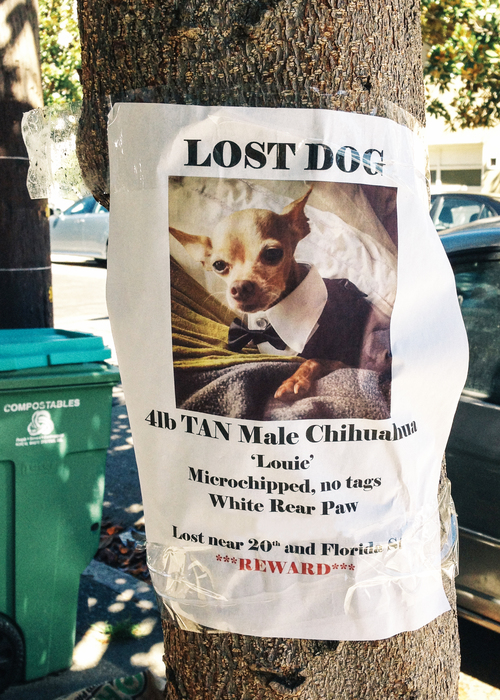 LOST DOG
4lb TAN Male Chihuahua
‘Louie’
Microchipped, no tags
White Rear Paw
Lost near 20th and Florida St
***REWARD***
COMPOSTABLES